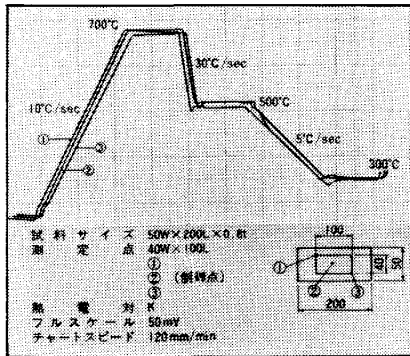 700℃
30℃/sec
10℃/sec
500℃
①
③
②
5℃/sec
300℃
試料サイズ 50W×200L×0.8t
測定点 40W×100L
①
② (制御点)
③
熱電対 K
フルスケール 50mV
チャートスピード 120mm/min
100
①
②
③
40
50
200